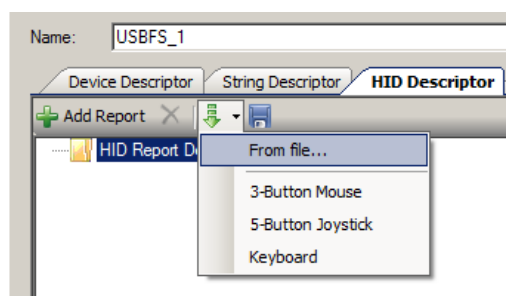 Name: USBFS_1
Device Descriptor String Descriptor HID Descriptor
Add Report
HID Report D
From file...
3-Button Mouse
5-Button Joystick
Keyboard